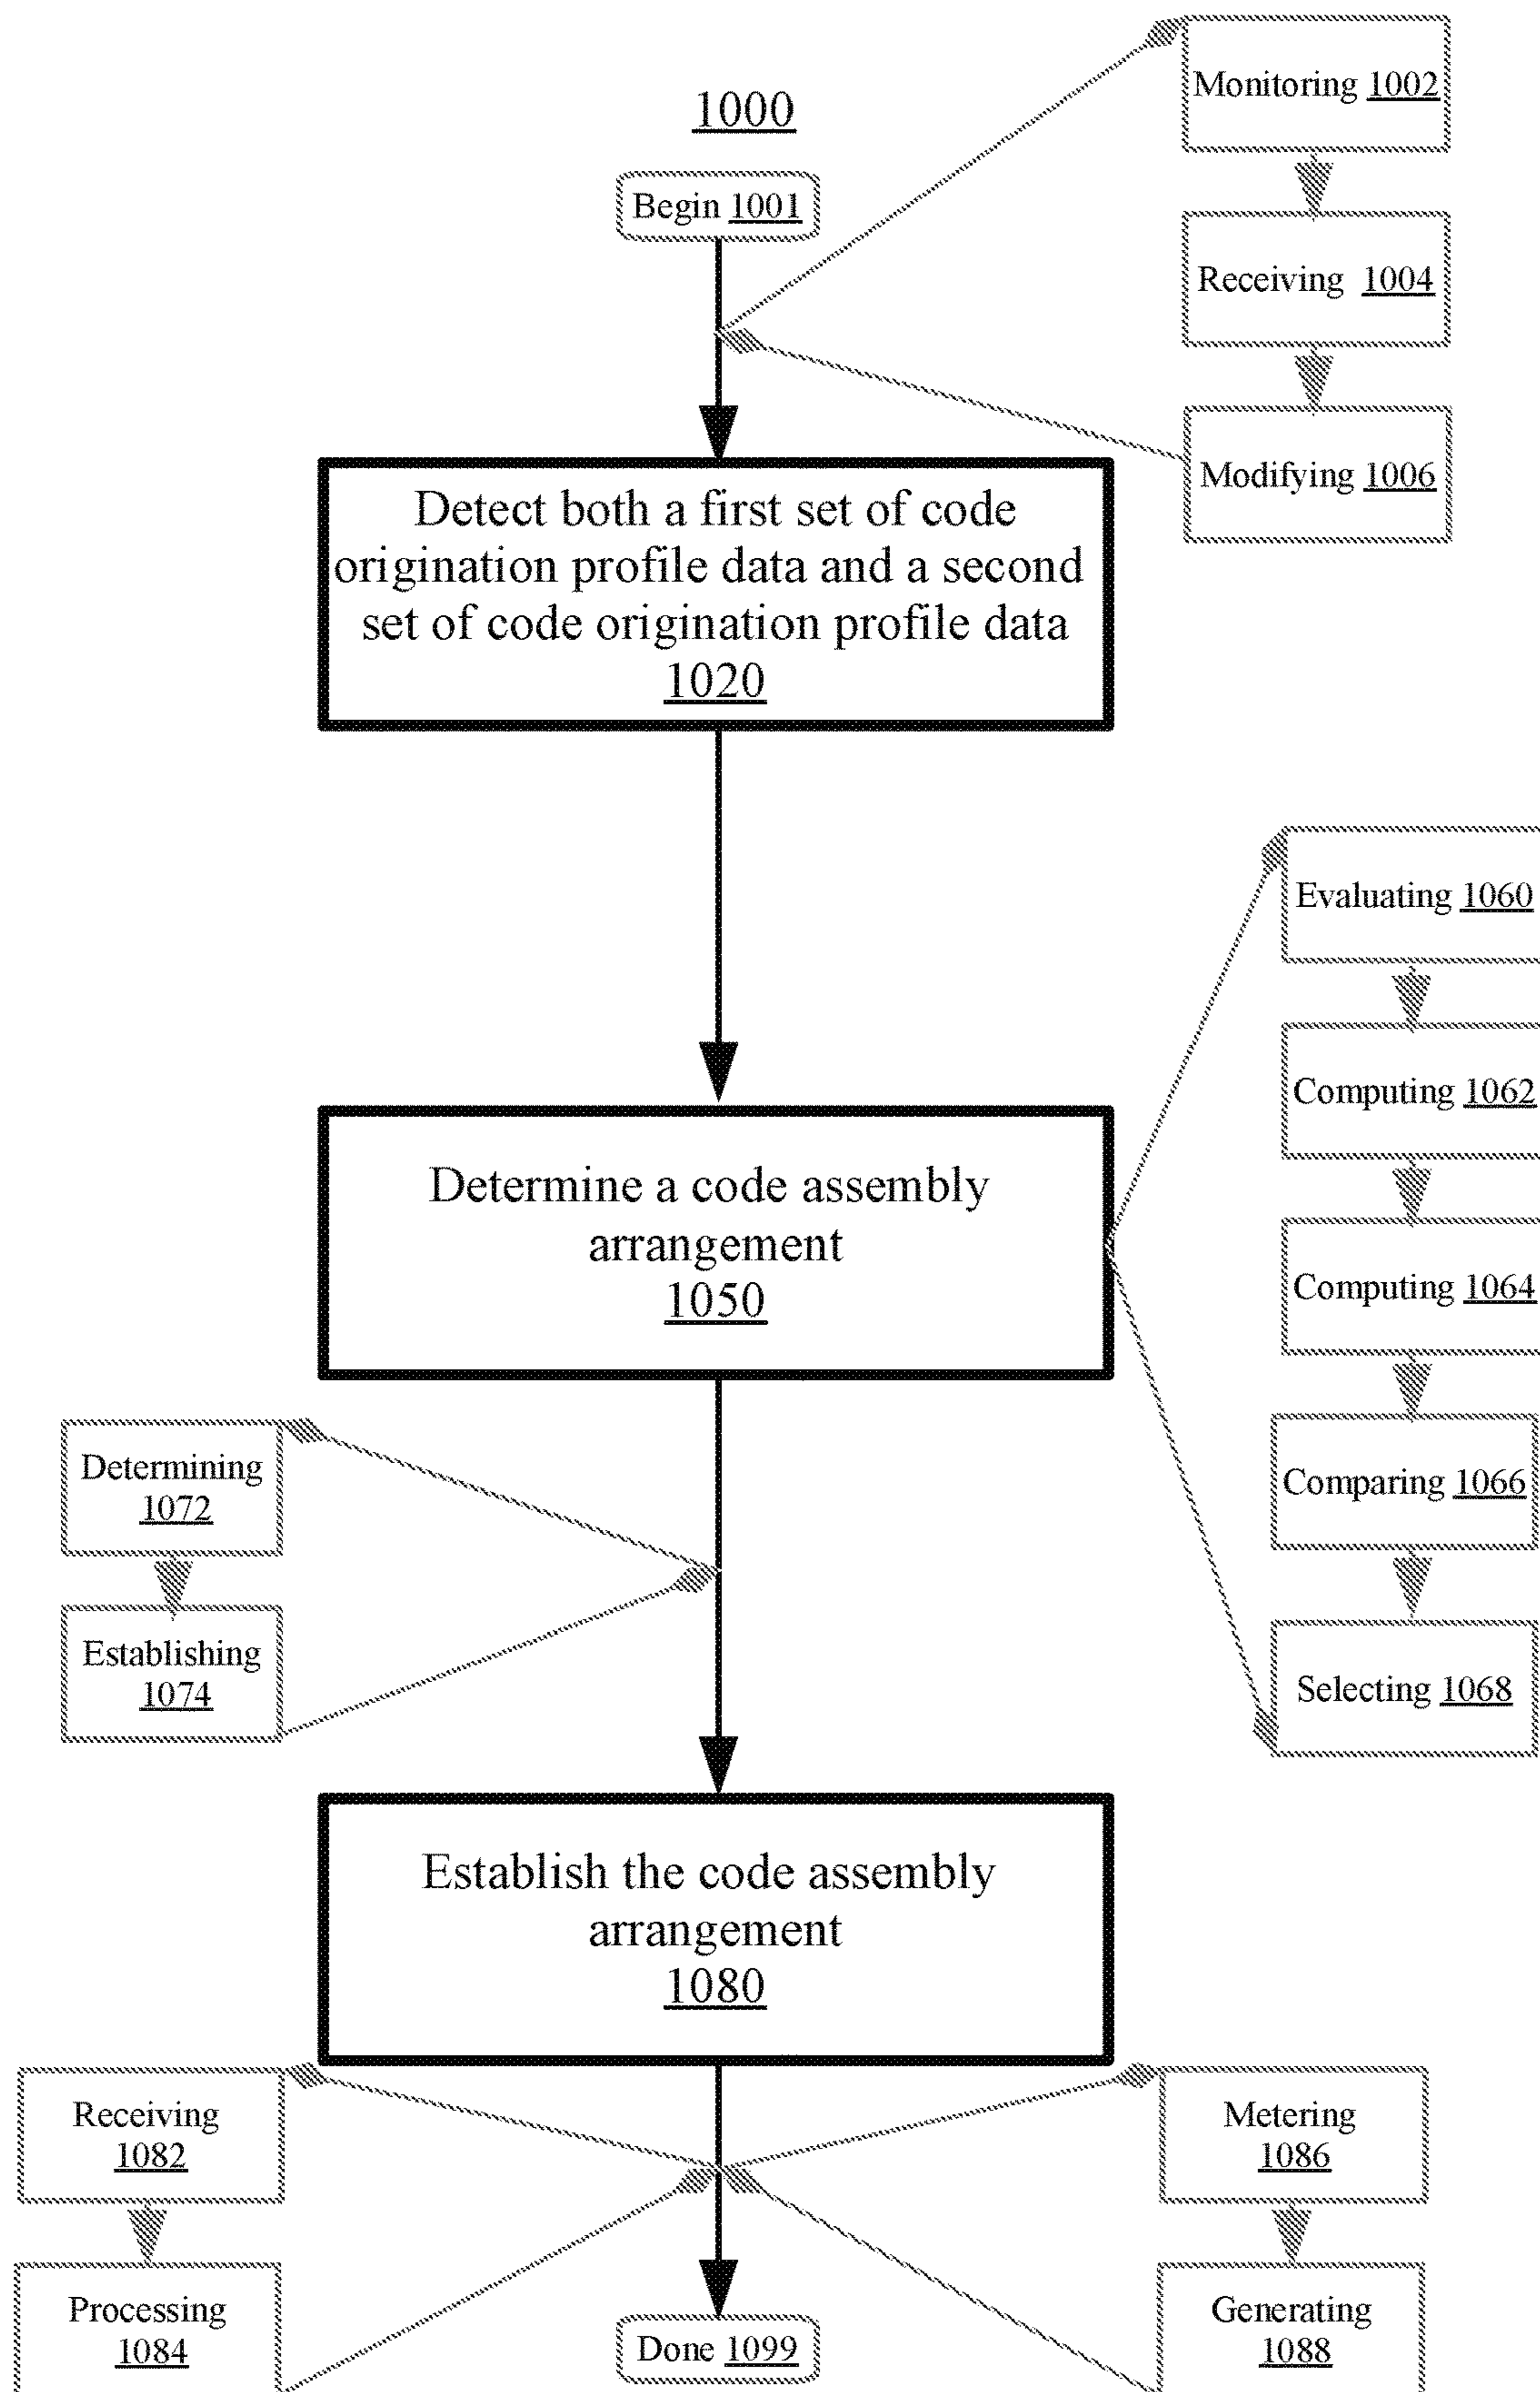 1000
Begin 1001
Monitoring 1002
Receiving 1004
Modifying 1006
Detect both a first set of code
origination profile data and a second
set of code origination profile data
1020
Evaluating 1060
Computing 1062
Computing 1064
Comparing 1066
Selecting 1068
Determine a code assembly
arrangement
1050
Determining
1072
Establishing
1074
Establish the code assembly
arrangement
1080
Receiving
1082
Processing
1084
Metering
1086
Generating
1088
Done 1099